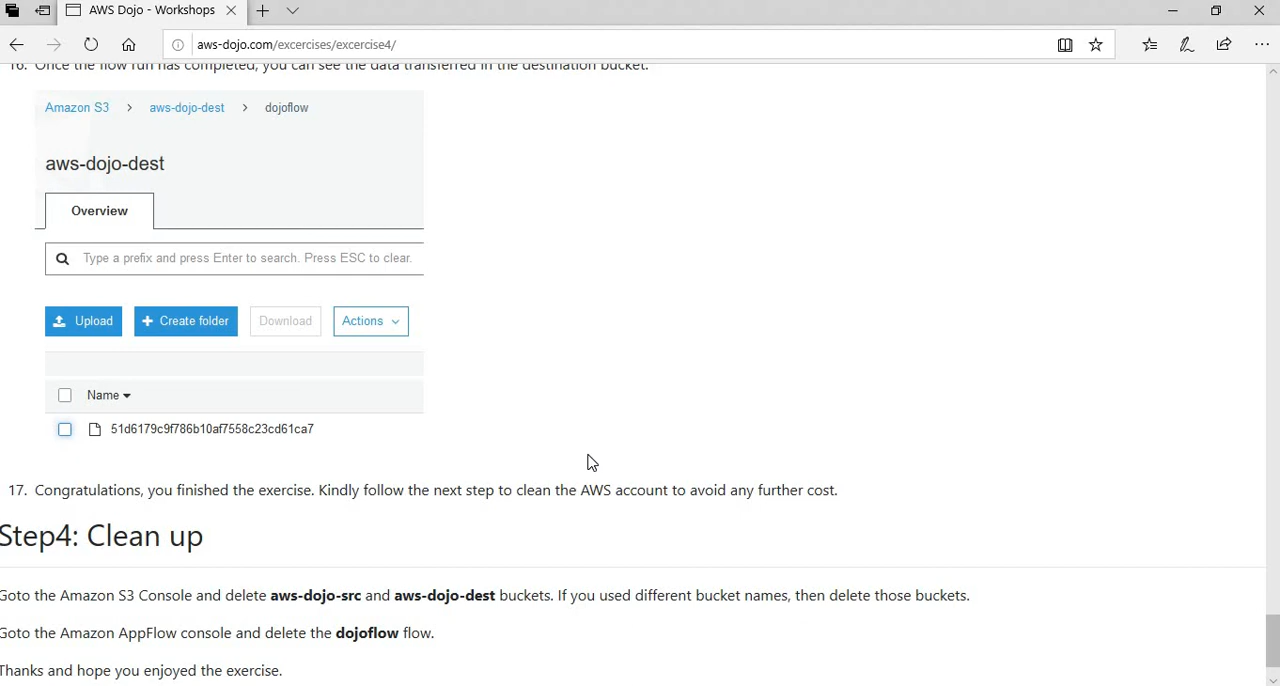 AWS Dojo - Workshops
aws-dojo.com/excercises/excercise4/
16. Once the flow run has completed, you can see the data transferred in the destination bucket.
Amazon S3 > aws-dojo-dest > dojoflow
aws-dojo-dest
Overview
Type a prefix and press Enter to search. Press ESC to clear.
Upload + Create folder Download Actions
Name
51d6179c9f786b10af7558c23cd61ca7
17. Congratulations, you finished the exercise. Kindly follow the next step to clean the AWS account to avoid any further cost.
Step4: Clean up
Goto the Amazon S3 Console and delete aws-dojo-src and aws-dojo-dest buckets. If you used different bucket names, then delete those buckets.
Goto the Amazon AppFlow console and delete the dojoflow flow.
Thanks and hope you enjoyed the exercise.